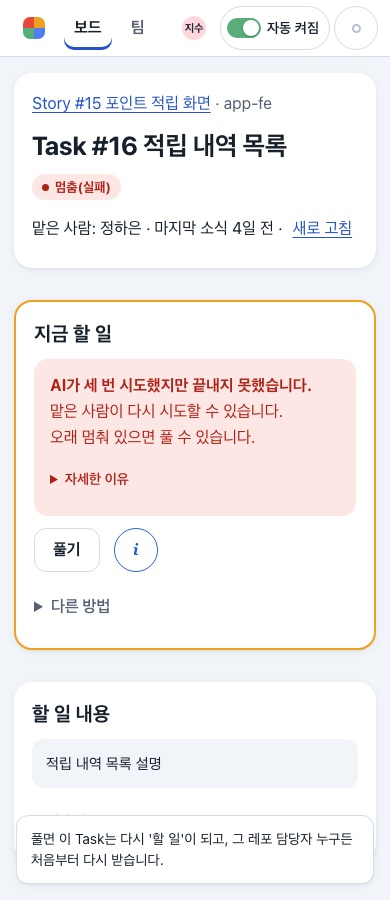 보드
팀
지수
자동 켜짐
Story #15 포인트 적립 화면 · app-fe
Task #16 적립 내역 목록
멈춤(실패)
맡은 사람: 정하은 · 마지막 소식 4일 전 · 새로 고침
지금 할 일
AI가 세 번 시도했지만 끝내지 못했습니다.
맡은 사람이 다시 시도할 수 있습니다.
오래 멈춰 있으면 풀 수 있습니다.
▶ 자세한 이유
풀기
i
▶ 다른 방법
할 일 내용
적립 내역 목록 설명
풀면 이 Task는 다시 '할 일'이 되고, 그 레포 담당자 누구든
처음부터 다시 받습니다.